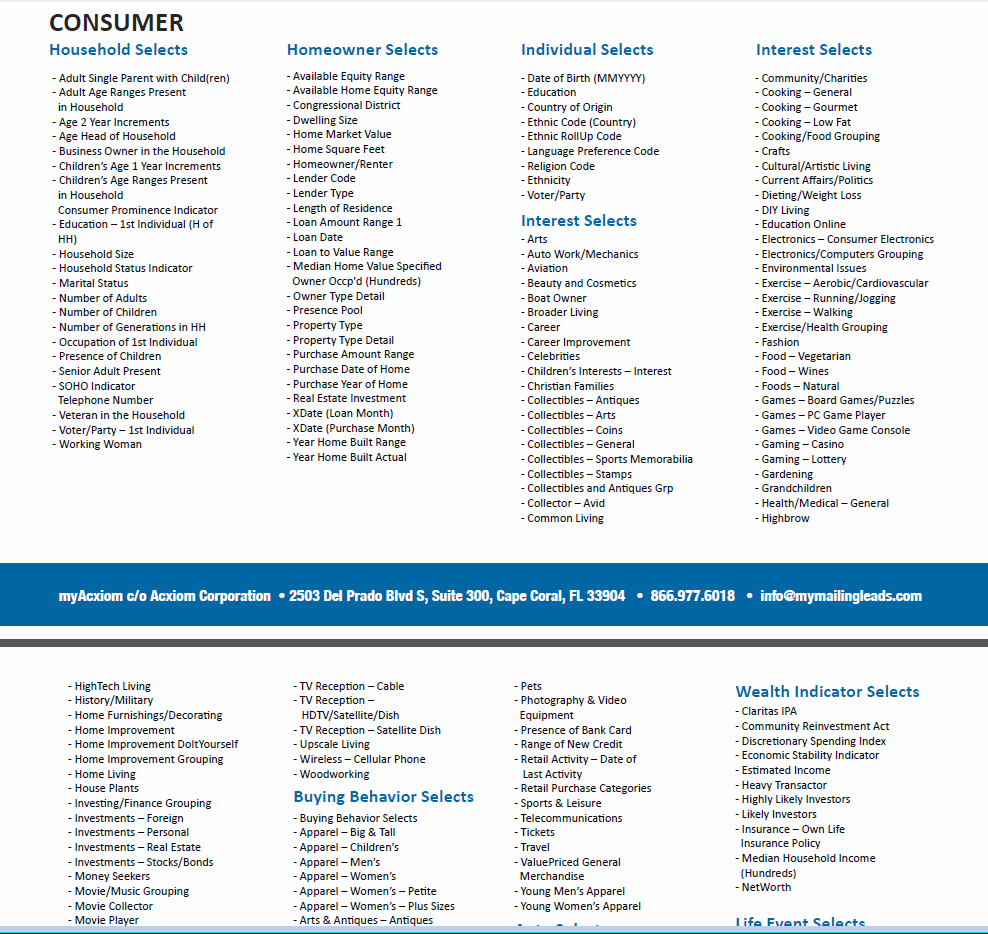 CONSUMER
Household Selects
- Adult Single Parent with Child(ren)
- Adult Age Ranges Present
in Household
- Age 2 Year Increments
- Age Head of Household
- Business Owner in the Household
- Children's Age 1 Year Increments
- Children's Age Ranges Present
in Household
Consumer Prominence Indicator
- Education – 1st Individual (H of
HH)
- Household Size
- Household Status Indicator
- Marital Status
- Number of Adults
- Number of Children
- Number of Generations in HH
- Occupation of 1st Individual
- Presence of Children
- Senior Adult Present
- SOHO Indicator
Telephone Number
- Veteran in the Household
- Voter/Party – 1st Individual
- Working Woman
Homeowner Selects
- Available Equity Range
- Available Home Equity Range
- Congressional District
- Dwelling Size
- Home Market Value
- Home Square Feet
- Homeowner/Renter
- Lender Code
- Lender Type
- Length of Residence
- Loan Amount Range 1
- Loan Date
- Loan to Value Range
- Median Home Value Specified
Owner Occp'd (Hundreds)
- Owner Type Detail
- Presence Pool
- Property Type
- Property Type Detail
- Purchase Amount Range
- Purchase Date of Home
- Purchase Year of Home
- Real Estate Investment
- XDate (Loan Month)
- XDate (Purchase Month)
- Year Home Built Range
- Year Home Built Actual
Individual Selects
- Date of Birth (MMYYYY)
- Education
- Country of Origin
- Ethnic Code (Country)
- Ethnic RollUp Code
- Language Preference Code
- Religion Code
- Ethnicity
- Voter/Party
Interest Selects
- Arts
- Auto Work/Mechanics
- Aviation
- Beauty and Cosmetics
- Boat Owner
- Broader Living
- Career
- Career Improvement
- Celebrities
- Children's Interests – Interest
- Christian Families
- Collectibles – Antiques
- Collectibles – Arts
- Collectibles – Coins
- Collectibles – General
- Collectibles – Sports Memorabilia
- Collectibles – Stamps
- Collectibles and Antiques Grp
- Collector – Avid
- Common Living
Interest Selects
- Community/Charities
- Cooking – General
- Cooking – Gourmet
- Cooking – Low Fat
- Cooking/Food Grouping
- Crafts
- Cultural/Artistic Living
- Current Affairs/Politics
- Dieting/Weight Loss
- DIY Living
- Education Online
- Electronics – Consumer Electronics
- Electronics/Computers Grouping
- Environmental Issues
- Exercise – Aerobic/Cardiovascular
- Exercise – Running/Jogging
- Exercise – Walking
- Exercise/Health Grouping
- Fashion
- Food – Vegetarian
- Food – Wines
- Foods – Natural
- Games – Board Games/Puzzles
- Games – PC Game Player
- Games – Video Game Console
- Gaming – Casino
- Gaming – Lottery
- Gardening
- Grandchildren
- Health/Medical – General
- Highbrow
myAcxiom c/o Acxiom Corporation • 2503 Del Prado Blvd S, Suite 300, Cape Coral, FL 33904 • 866.977.6018 • info@mymailingleads.com
- HighTech Living
- History/Military
- Home Furnishings/Decorating
- Home Improvement
- Home Improvement DoItYourself
- Home Improvement Grouping
- Home Living
- House Plants
- Investing/Finance Grouping
- Investments – Foreign
- Investments – Personal
- Investments – Real Estate
- Investments – Stocks/Bonds
- Money Seekers
- Movie/Music Grouping
- Movie Collector
- Movie Player
- TV Reception – Cable
- TV Reception –
HDTV/Satellite/Dish
- TV Reception – Satellite Dish
- Upscale Living
- Wireless – Cellular Phone
- Woodworking
Buying Behavior Selects
- Buying Behavior Selects
- Apparel – Big & Tall
- Apparel – Children's
- Apparel – Men's
- Apparel – Women's
- Apparel – Women's – Petite
- Apparel – Women's – Plus Sizes
- Arts & Antiques – Antiques
- Pets
- Photography & Video
Equipment
- Presence of Bank Card
- Range of New Credit
- Retail Activity – Date of
Last Activity
- Retail Purchase Categories
- Sports & Leisure
- Telecommunications
- Tickets
- Travel
- ValuePriced General
Merchandise
- Young Men's Apparel
- Young Women's Apparel
Wealth Indicator Selects
- Claritas IPA
- Community Reinvestment Act
- Discretionary Spending Index
- Economic Stability Indicator
- Estimated Income
- Heavy Transactor
- Highly Likely Investors
- Likely Investors
- Insurance – Own Life
Insurance Policy
- Median Household Income
(Hundreds)
- NetWorth
Life Event Selects